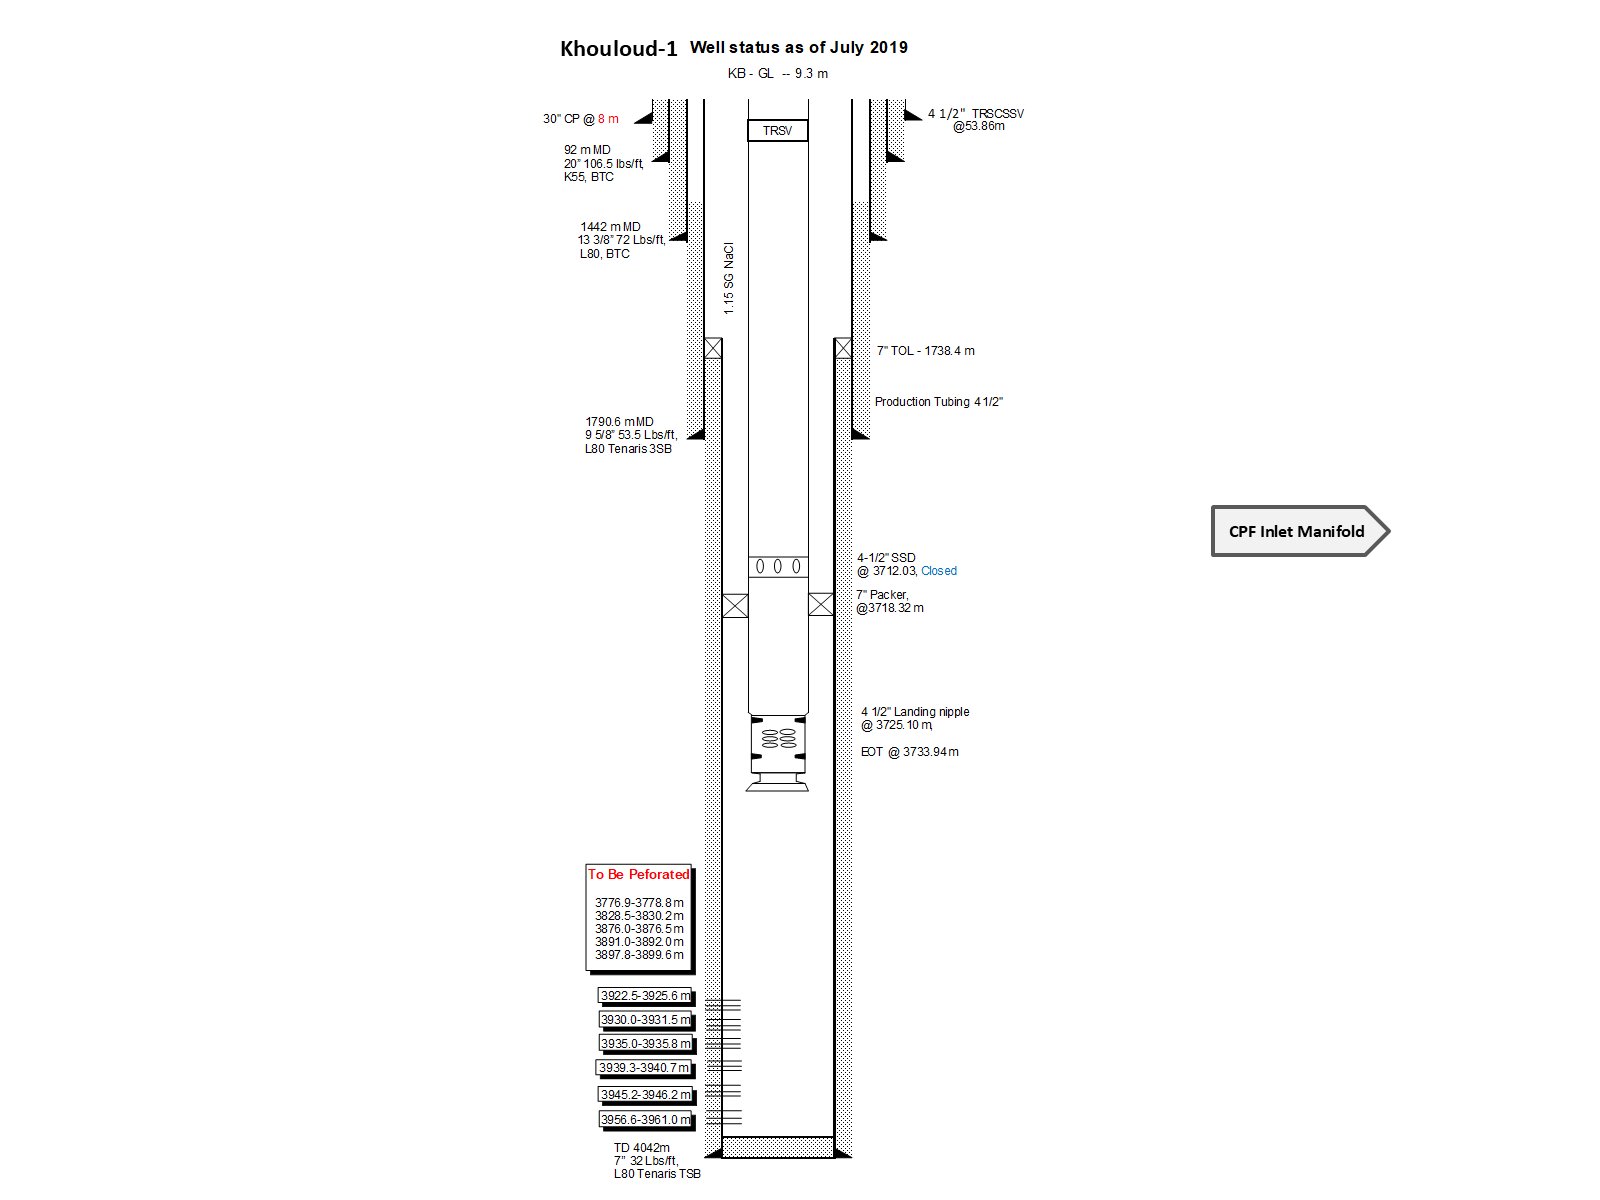 Khouloud-1 Well status as of July 2019
KB - GL -- 9.3 m
30" CP @ 8 m
4 1/2" TRSCSSV
@53.86m
TRSV
92 m MD
20" 106.5 lbs/ft,
K55, BTC
1442 m MD
13 3/8" 72 Lbs/ft,
L80, BTC
1.15 SG NaCl
7" TOL - 1738.4 m
Production Tubing 4 1/2"
1790.6 mMD
9 5/8" 53.5 Lbs/ft,
L80 Tenaris 3SB
CPF Inlet Manifold
4-1/2" SSD
@ 3712.03, Closed
7" Packer,
@3718.32 m
4 1/2" Landing nipple
@ 3725.10 m,
EOT @ 3733.94 m
To Be Peforated
3776.9-3778.8 m
3828.5-3830.2 m
3876.0-3876.5 m
3891.0-3892.0 m
3897.8-3899.6 m
3922.5-3925.6 m
3930.0-3931.5 m
3935.0-3935.8 m
3939.3-3940.7 m
3945.2-3946.2 m
3956.6-3961.0 m
TD 4042m
7" 32 Lbs/ft,
L80 Tenaris TSB